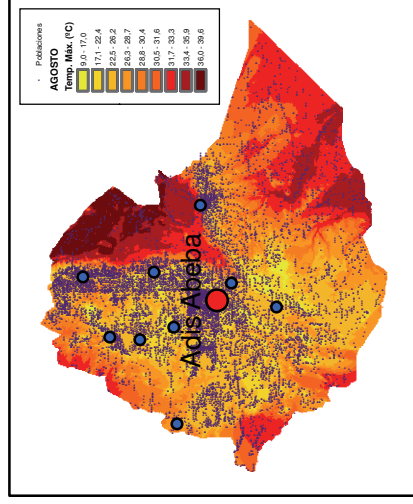 Poblaciones
AGOSTO
Temp. Máx. (ºC)
9,0 - 17,0
17,1 - 22,4
22,5 - 26,2
26,3 - 28,7
28,8 - 30,4
30,5 - 31,6
31,7 - 33,3
33,4 - 35,9
36,0 - 39,6
Adis Abeba